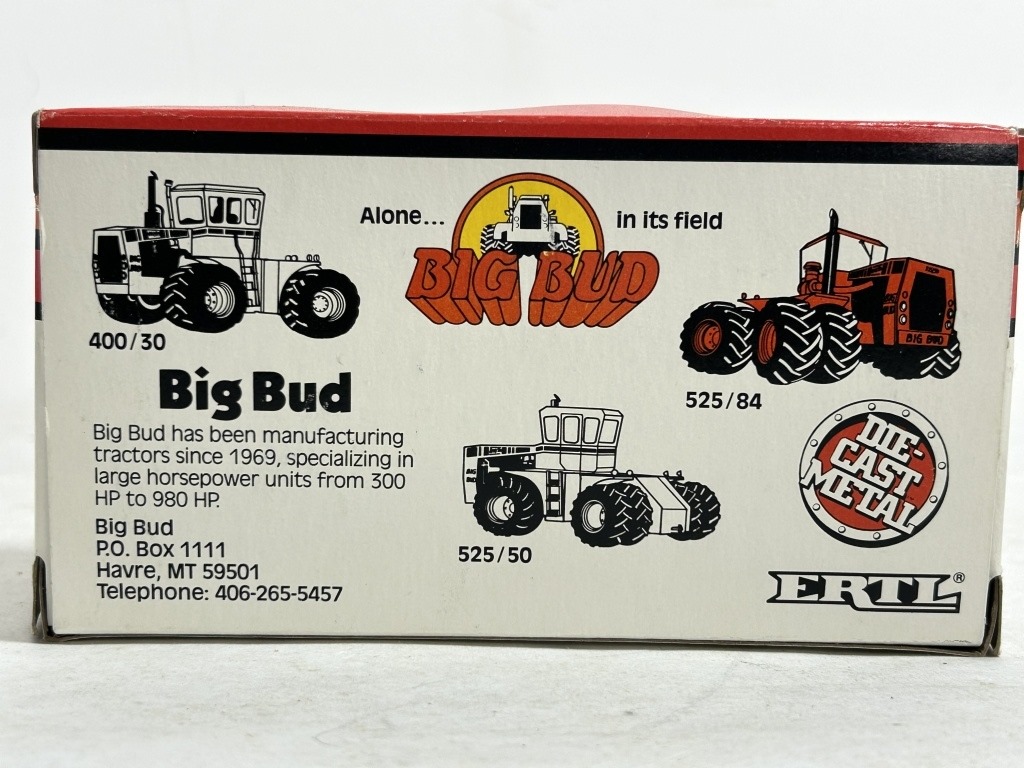 Alone...
BIG BUD
in its field
400/30
BIG BUD
525/84
Big Bud
Big Bud has been manufacturing
tractors since 1969, specializing in
large horsepower units from 300
HP to 980 HP.
Big Bud
P.O. Box 1111
Havre, MT 59501
Telephone: 406-265-5457
525/50
DIE-
CAST
METAL
ERTL®